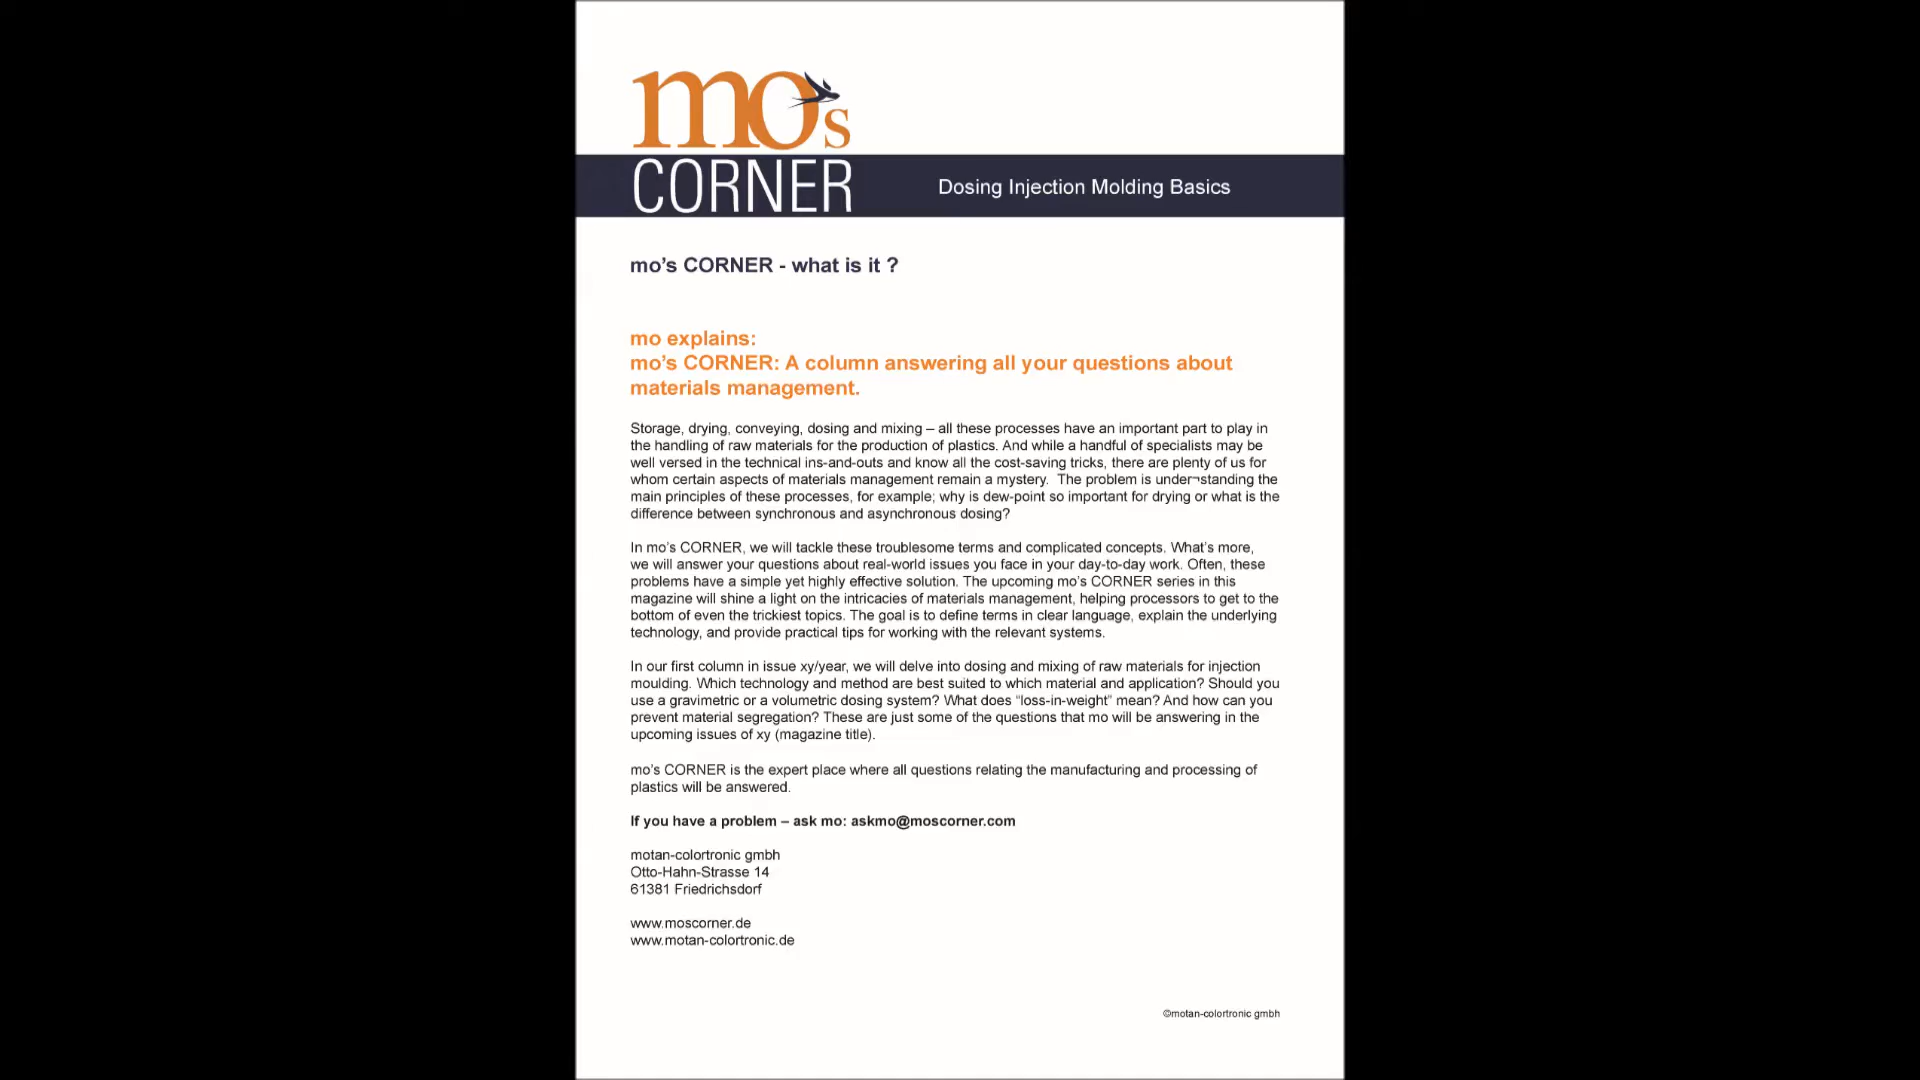 mo's
CORNER
Dosing Injection Molding Basics
mo’s CORNER - what is it ?
mo explains:
mo’s CORNER: A column answering all your questions about
materials management.
Storage, drying, conveying, dosing and mixing – all these processes have an important part to play in
the handling of raw materials for the production of plastics. And while a handful of specialists may be
well versed in the technical ins-and-outs and know all the cost-saving tricks, there are plenty of us for
whom certain aspects of materials management remain a mystery.  The problem is under¬standing the
main principles of these processes, for example; why is dew-point so important for drying or what is the
difference between synchronous and asynchronous dosing?
In mo’s CORNER, we will tackle these troublesome terms and complicated concepts. What’s more,
we will answer your questions about real-world issues you face in your day-to-day work. Often, these
problems have a simple yet highly effective solution. The upcoming mo’s CORNER series in this
magazine will shine a light on the intricacies of materials management, helping processors to get to the
bottom of even the trickiest topics. The goal is to define terms in clear language, explain the underlying
technology, and provide practical tips for working with the relevant systems.
In our first column in issue xy/year, we will delve into dosing and mixing of raw materials for injection
moulding. Which technology and method are best suited to which material and application? Should you
use a gravimetric or a volumetric dosing system? What does “loss-in-weight” mean? And how can you
prevent material segregation? These are just some of the questions that mo will be answering in the
upcoming issues of xy (magazine title).
mo’s CORNER is the expert place where all questions relating the manufacturing and processing of
plastics will be answered.
If you have a problem – ask mo: askmo@moscorner.com
motan-colortronic gmbh
Otto-Hahn-Strasse 14
61381 Friedrichsdorf
www.moscorner.de
www.motan-colortronic.de
©motan-colortronic gmbh